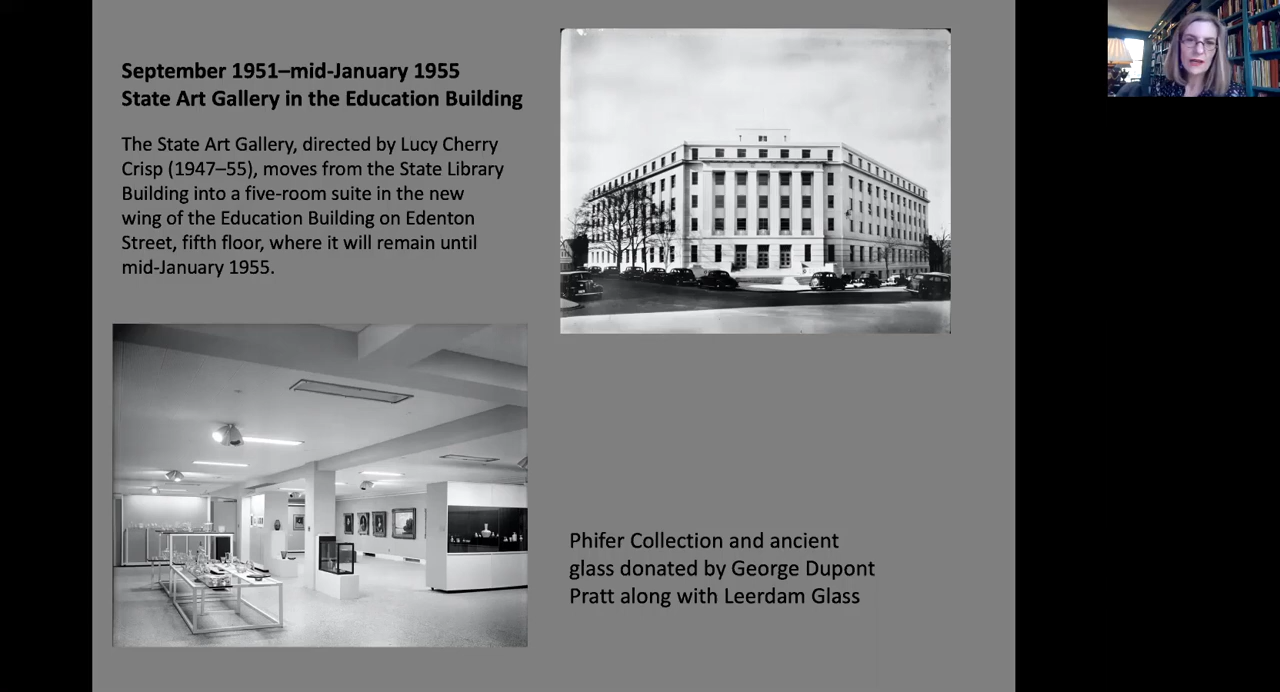 September 1951–mid-January 1955
State Art Gallery in the Education Building
The State Art Gallery, directed by Lucy Cherry
Crisp (1947–55), moves from the State Library
Building into a five-room suite in the new
wing of the Education Building on Edenton
Street, fifth floor, where it will remain until
mid-January 1955.
Phifer Collection and ancient
glass donated by George Dupont
Pratt along with Leerdam Glass